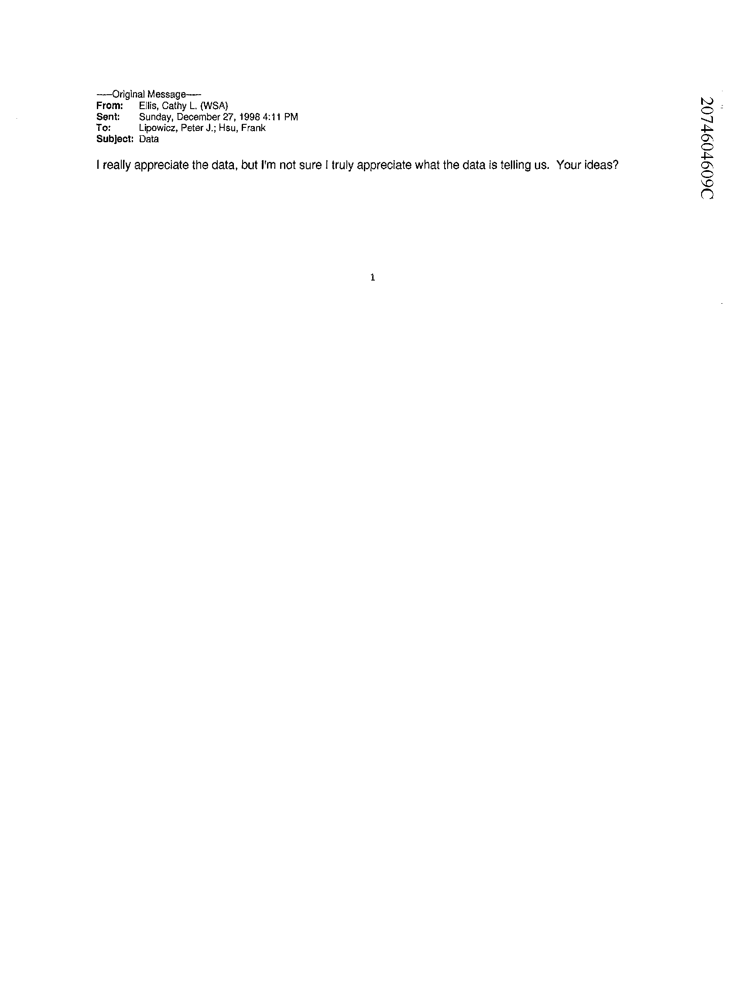 -----Original Message-----
From: Ellis, Cathy L. (WSA)
Sent: Sunday, December 27, 1998 4:11 PM
To: Lipowicz, Peter J.; Hsu, Frank
Subject: Data
I really appreciate the data, but I'm not sure I truly appreciate what the data is telling us. Your ideas?
1
2074604609C